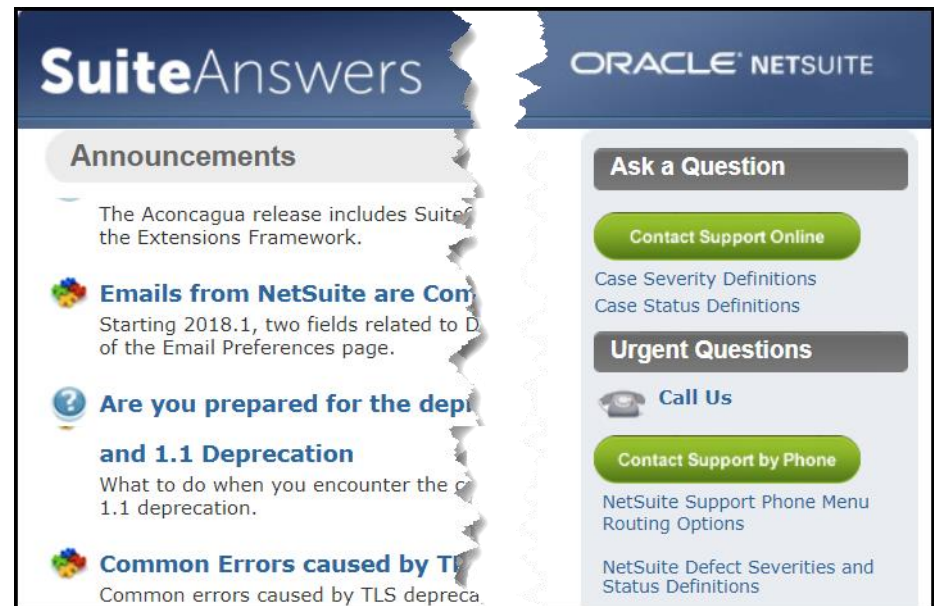 SuiteAnswers
ORACLE NETSUITE
Announcements
The Aconcagua release includes
the Extensions Framework.
Emails from NetSuite are
Starting 2018.1, two fields related to
of the Email Preferences page.
Are you prepared for the
and 1.1 Deprecation
What to do when you encounter the
1.1 deprecation.
Common Errors caused by
Common errors caused by TLS
Ask a Question
Contact Support Online
Case Severity Definitions
Case Status Definitions
Urgent Questions
Call Us
Contact Support by Phone
NetSuite Support Phone Menu
Routing Options
NetSuite Defect Severities and
Status Definitions